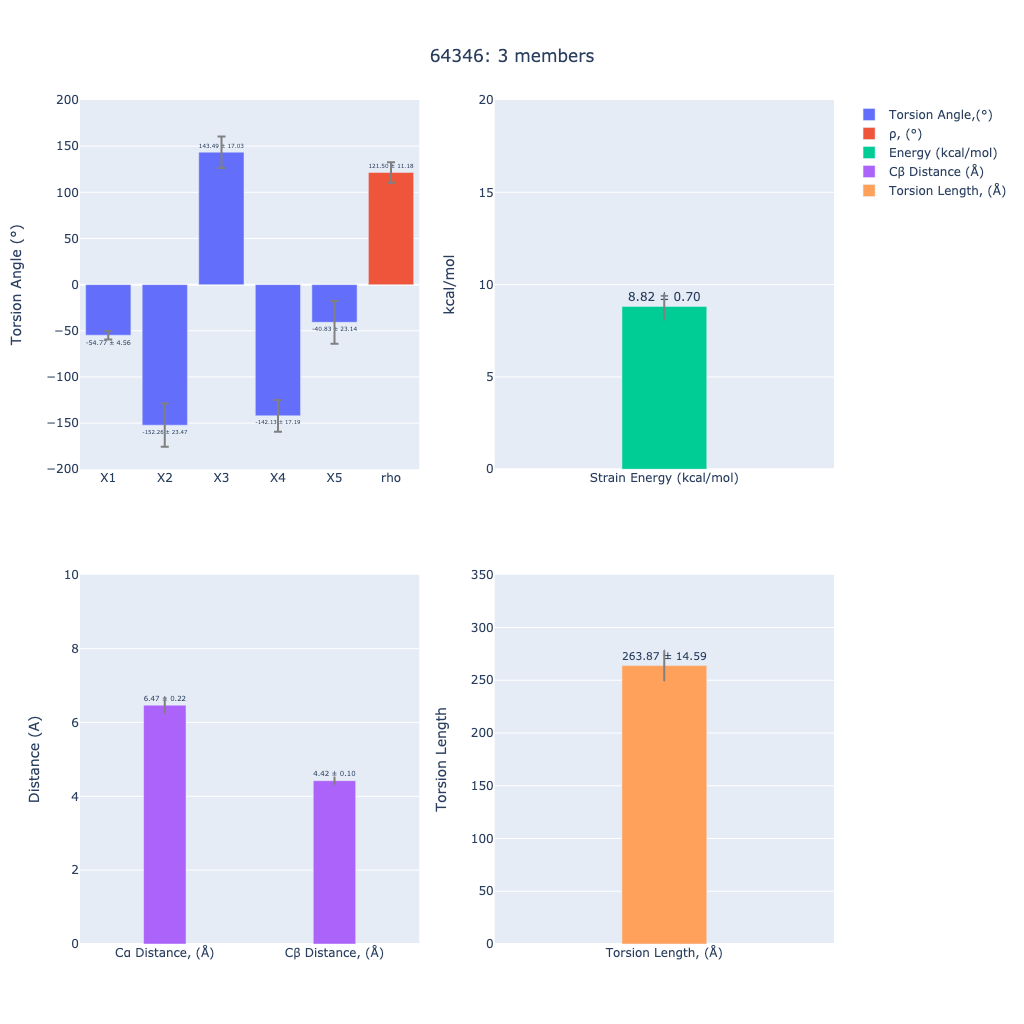 64346: 3 members
Torsion Angle (°)
200
150
100
50
0
−50
−100
−150
−200
−54.77 ± 4.56
−152.26 ± 23.47
143.49 ± 17.03
−142.13 ± 17.19
−40.83 ± 23.14
121.50 ± 11.18
X1 X2 X3 X4 X5 rho
kcal/mol
20
15
10
5
0
8.82 ± 0.70
Strain Energy (kcal/mol)
Torsion Angle,(°)
ρ, (°)
Energy (kcal/mol)
Cβ Distance (Å)
Torsion Length, (Å)
Distance (A)
10
8
6
4
2
0
6.47 ± 0.22
4.42 ± 0.10
Cα Distance, (Å) Cβ Distance, (Å)
Torsion Length
350
300
250
200
150
100
50
0
263.87 ± 14.59
Torsion Length, (Å)